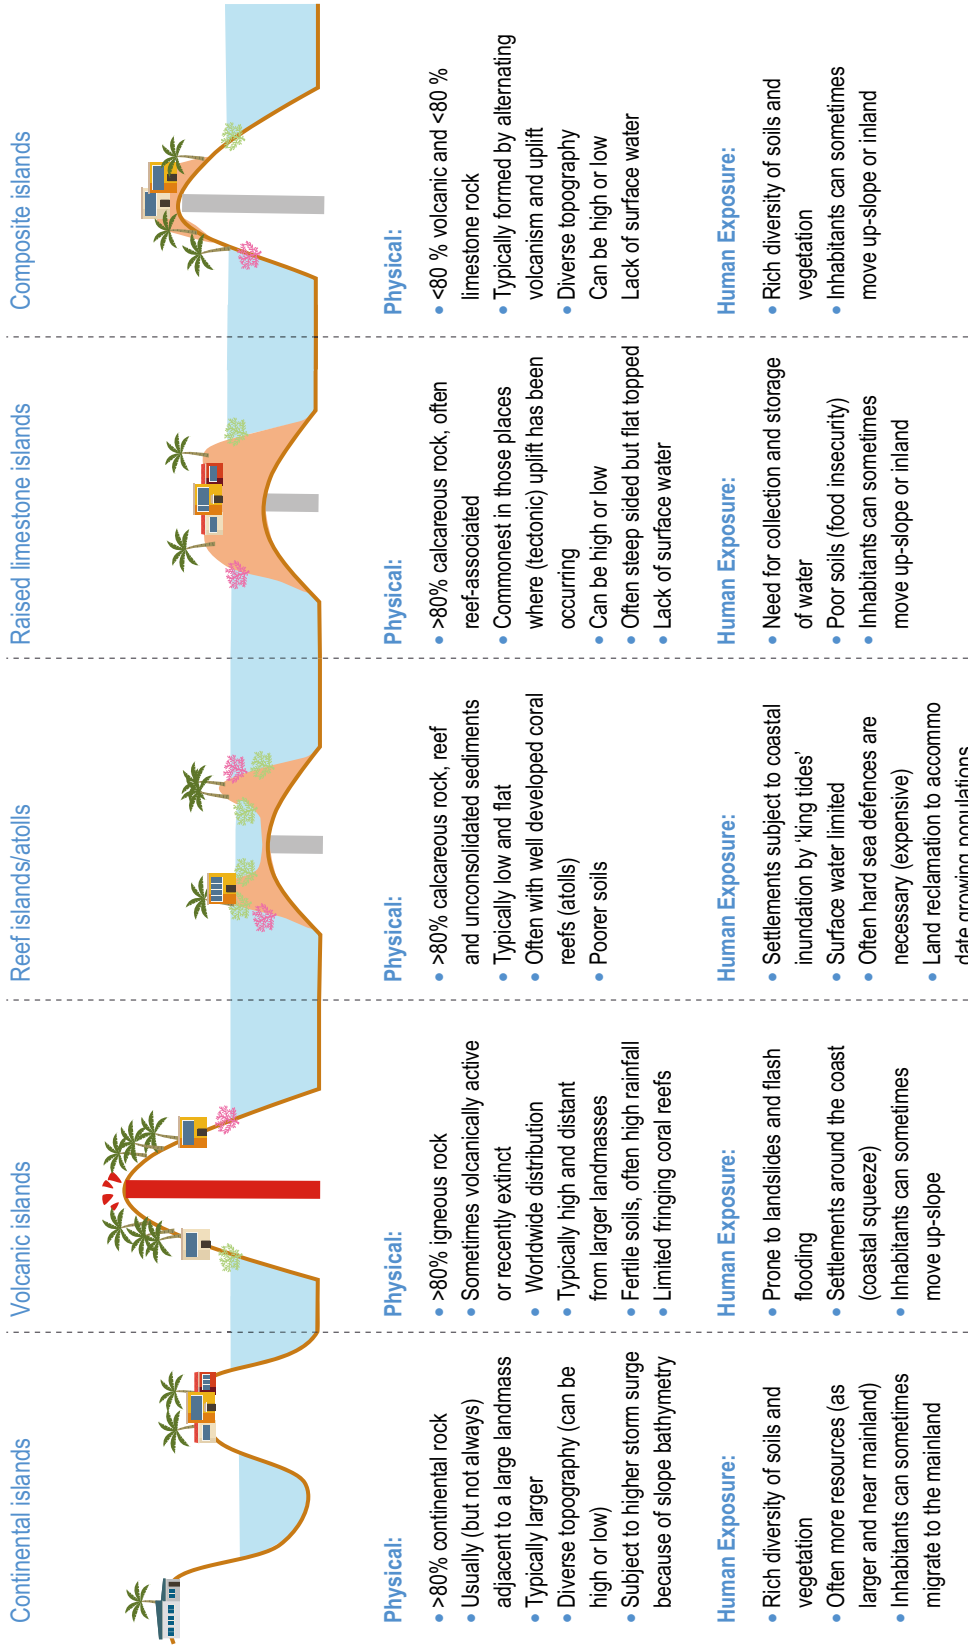 Continental islands
Physical:
• >80% continental rock
• Usually (but not always)
adjacent to a large landmass
• Typically larger
• Diverse topography (can be
high or low)
• Subject to higher storm surge
because of slope bathymetry
Human Exposure:
• Rich diversity of soils and
vegetation
• Often more resources (as
larger and near mainland)
• Inhabitants can sometimes
migrate to the mainland
Volcanic islands
Physical:
• >80% igneous rock
• Sometimes volcanically active
or recently extinct
• Worldwide distribution
• Typically high and distant
from larger landmasses
• Fertile soils, often high rainfall
• Limited fringing coral reefs
Human Exposure:
• Prone to landslides and flash
flooding
• Settlements around the coast
(coastal squeeze)
• Inhabitants can sometimes
move up-slope
Reef islands/atolls
Physical:
• >80% calcareous rock, reef
and unconsolidated sediments
• Typically low and flat
• Often with well developed coral
reefs (atolls)
• Poorer soils
Human Exposure:
• Settlements subject to coastal
inundation by ‘king tides’
• Surface water limited
• Often hard sea defences are
necessary (expensive)
• Land reclamation to accommo
date growing populations
Raised limestone islands
Physical:
• >80% calcareous rock, often
reef-associated
• Commonest in those places
where (tectonic) uplift has been
occurring
• Can be high or low
• Often steep sided but flat topped
• Lack of surface water
Human Exposure:
• Need for collection and storage
of water
• Poor soils (food insecurity)
• Inhabitants can sometimes
move up-slope or inland
Composite islands
Physical:
• <80 % volcanic and <80 %
limestone rock
• Typically formed by alternating
volcanism and uplift
• Diverse topography
Can be high or low
Lack of surface water
Human Exposure:
• Rich diversity of soils and
vegetation
• Inhabitants can sometimes
move up-slope or inland